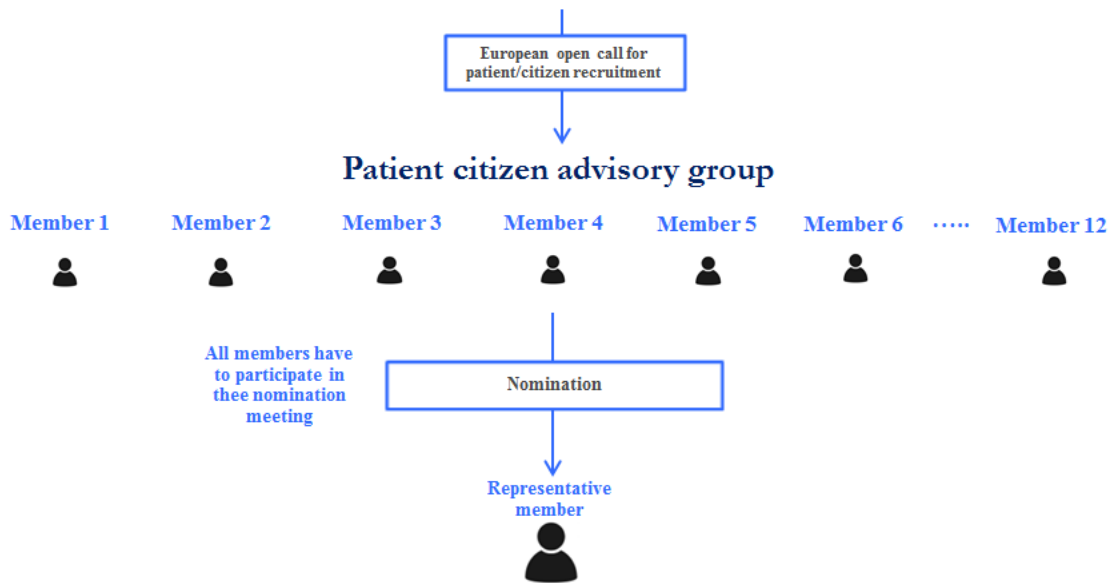 European open call for
patient/citizen recruitment
Patient citizen advisory group
Member 1 Member 2 Member 3 Member 4 Member 5 Member 6 ..... Member 12
All members have
to participate in
thee nomination
meeting
Nomination
Representative
member